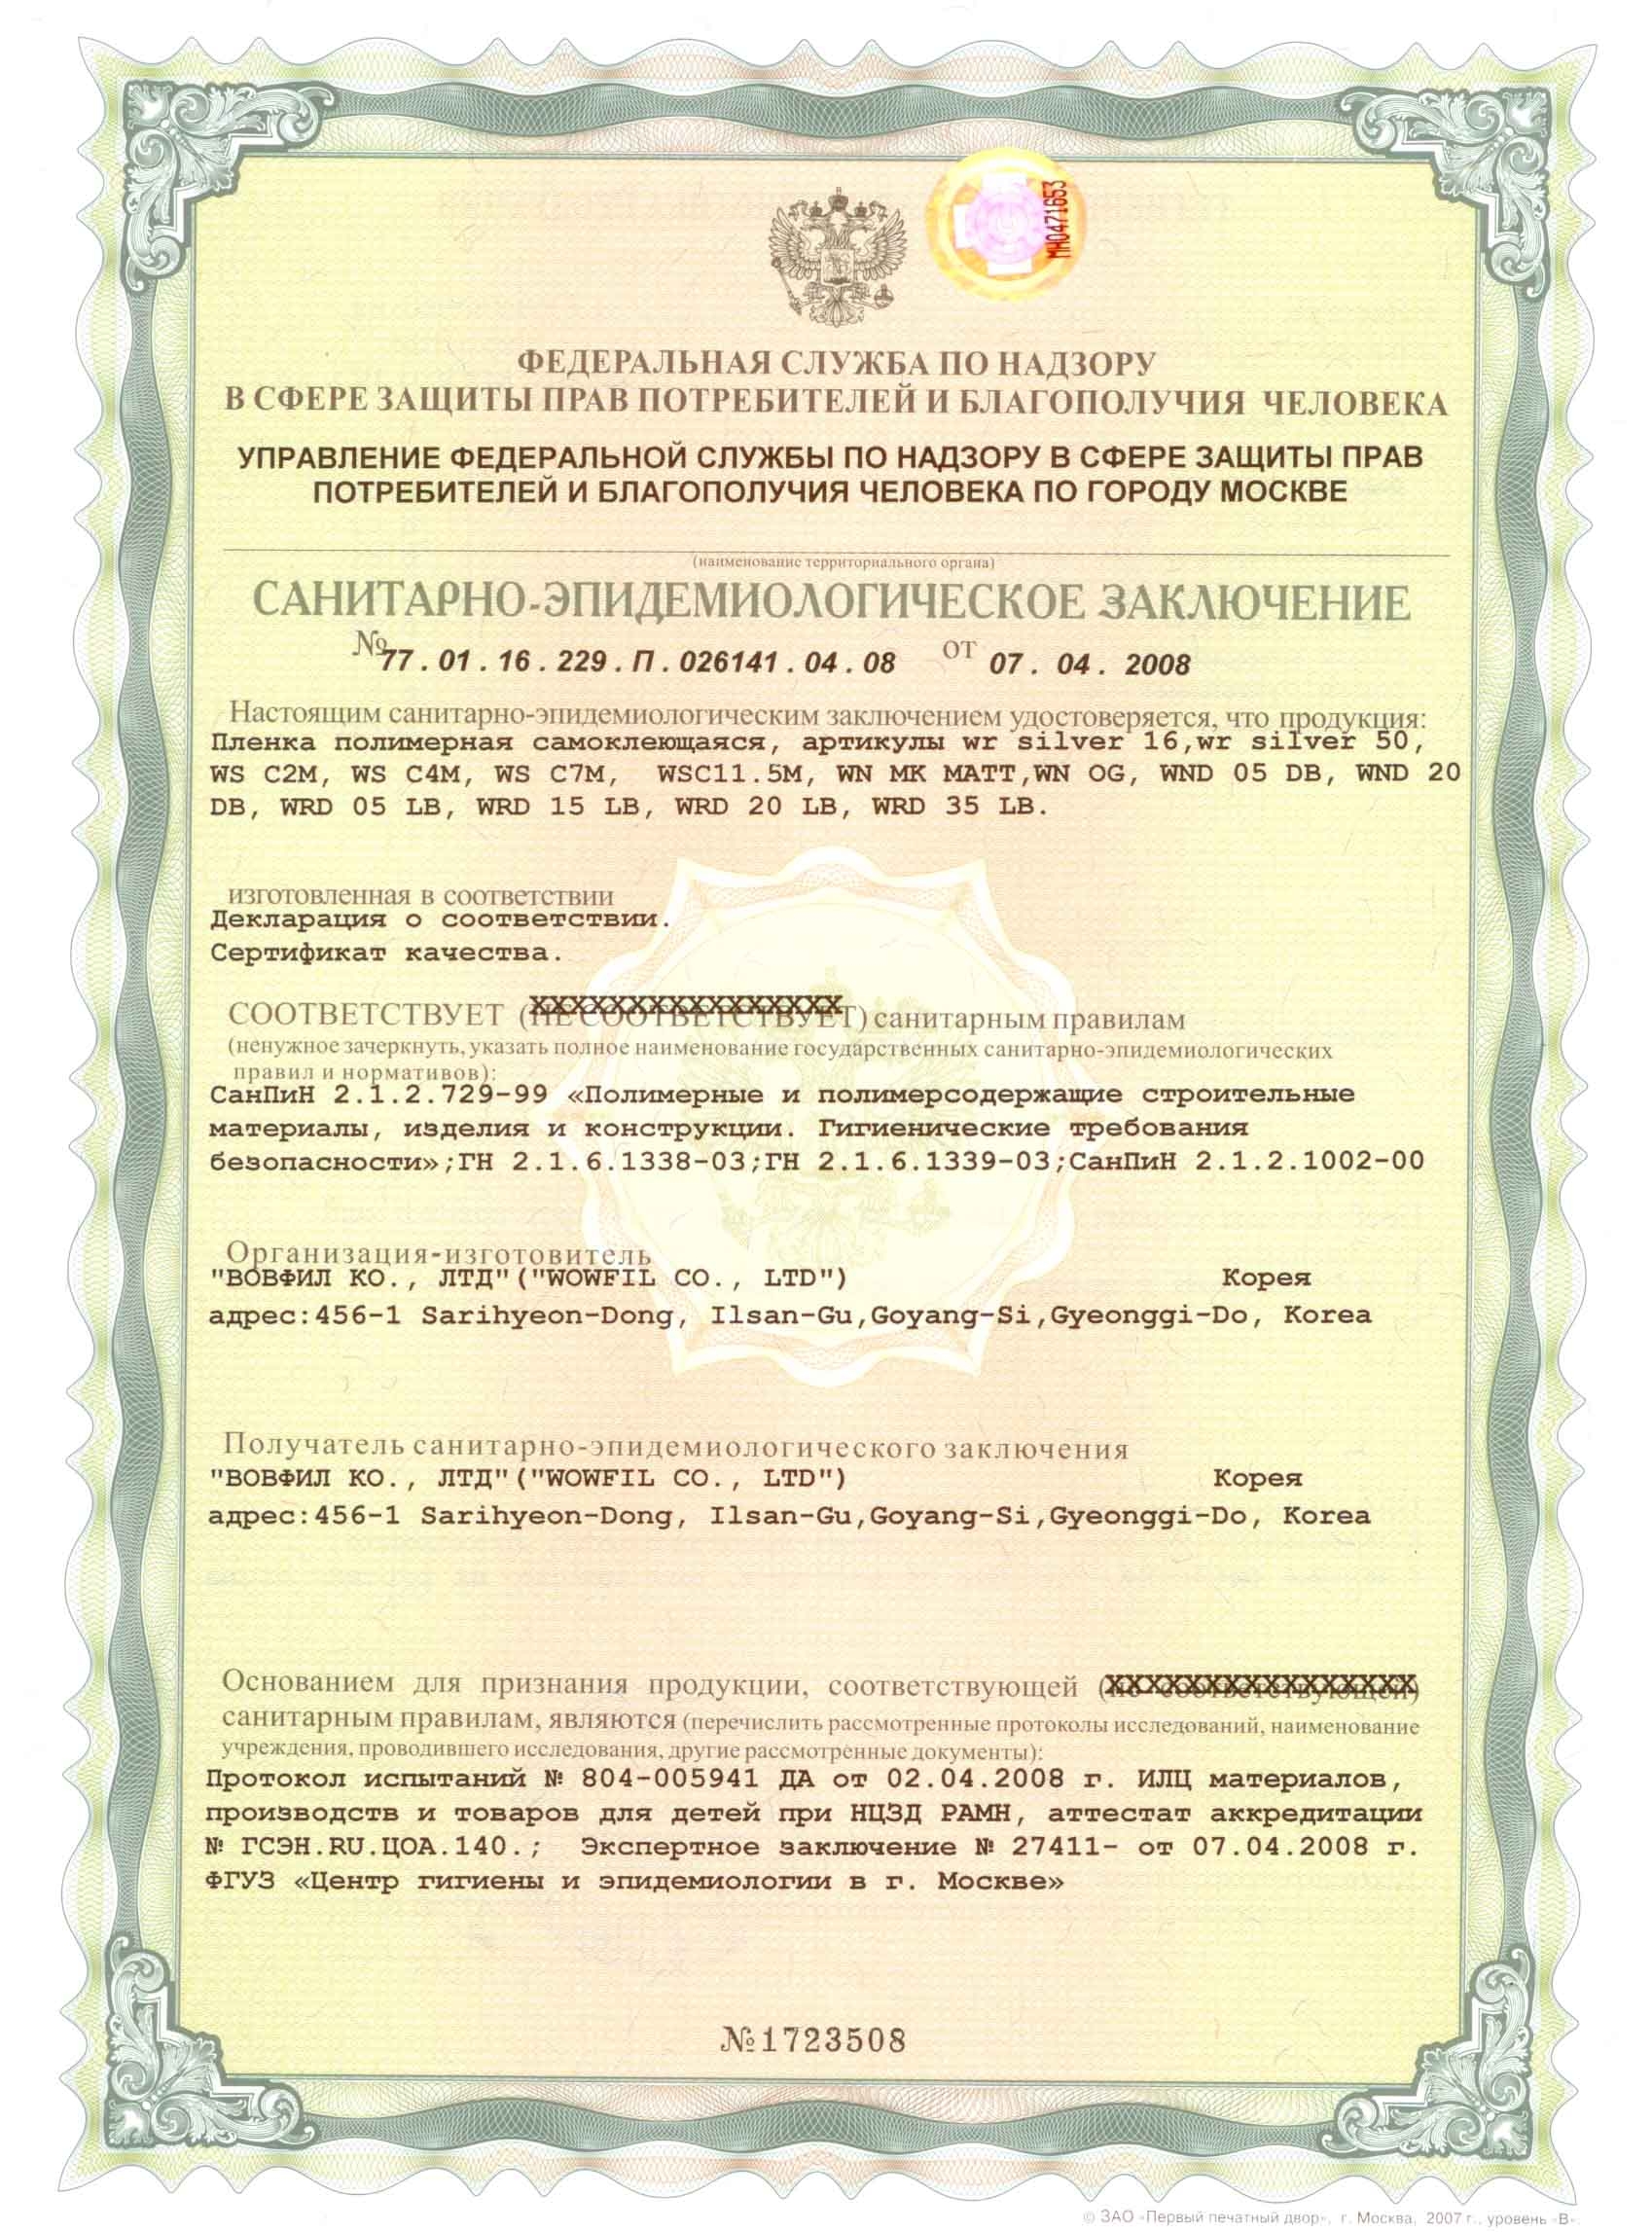 МН0471653
ФЕДЕРАЛЬНАЯ СЛУЖБА ПО НАДЗОРУ
В СФЕРЕ ЗАЩИТЫ ПРАВ ПОТРЕБИТЕЛЕЙ И БЛАГОПОЛУЧИЯ ЧЕЛОВЕКА
УПРАВЛЕНИЕ ФЕДЕРАЛЬНОЙ СЛУЖБЫ ПО НАДЗОРУ В СФЕРЕ ЗАЩИТЫ ПРАВ
ПОТРЕБИТЕЛЕЙ И БЛАГОПОЛУЧИЯ ЧЕЛОВЕКА ПО ГОРОДУ МОСКВЕ
(наименование территориального органа)
САНИТАРНО-ЭПИДЕМИОЛОГИЧЕСКОЕ ЗАКЛЮЧЕНИЕ
№ 77.01.16.229.П.026141.04.08 от 07.04.2008
Настоящим санитарно-эпидемиологическим заключением удостоверяется, что продукция:
Пленка полимерная самоклеющаяся, артикулы wr silver 16,wr silver 50,
WS C2M, WS C4M, WS C7M, WSC11.5M, WN MK MATT,WN OG, WND 05 DB, WND 20
DB, WRD 05 LB, WRD 15 LB, WRD 20 LB, WRD 35 LB.
изготовленная в соответствии
Декларация о соответствии.
Сертификат качества.
СООТВЕТСТВУЕТ (НЕ СООТВЕТСТВУЕТ) санитарным правилам
(ненужное зачеркнуть, указать полное наименование государственных санитарно-эпидемиологических
правил и нормативов):
СанПиН 2.1.2.729-99 «Полимерные и полимерсодержащие строительные
материалы, изделия и конструкции. Гигиенические требования
безопасности»;ГН 2.1.6.1338-03;ГН 2.1.6.1339-03;СанПиН 2.1.2.1002-00
Организация-изготовитель
"ВОВФИЛ КО., ЛТД"("WOWFIL CO., LTD") Корея
адрес:456-1 Sarihyeon-Dong, Ilsan-Gu,Goyang-Si,Gyeonggi-Do, Korea
Получатель санитарно-эпидемиологического заключения
"ВОВФИЛ КО., ЛТД"("WOWFIL CO., LTD") Корея
адрес:456-1 Sarihyeon-Dong, Ilsan-Gu,Goyang-Si,Gyeonggi-Do, Korea
Основанием для признания продукции, соответствующей (не соответствующей)
санитарным правилам, являются (перечислить рассмотренные протоколы исследований, наименование
учреждения, проводившего исследования, другие рассмотренные документы):
Протокол испытаний № 804-005941 ДА от 02.04.2008 г. ИЛЦ материалов,
производств и товаров для детей при НЦЗД РАМН, аттестат аккредитации
№ ГСЭН.RU.ЦОА.140.; Экспертное заключение № 27411- от 07.04.2008 г.
ФГУЗ «Центр гигиены и эпидемиологии в г. Москве»
№1723508
© ЗАО «Первый печатный двор», г. Москва, 2007 г., уровень «В».